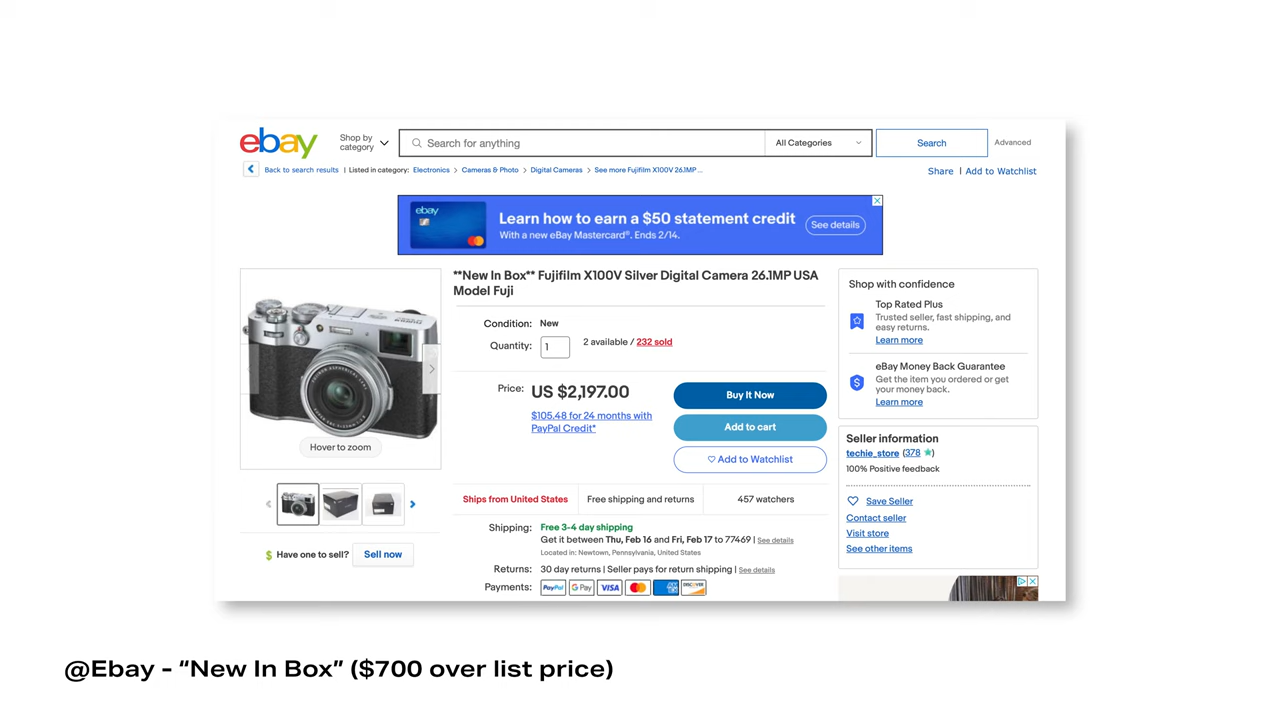 ebay
Shop by
category
Search for anything
All Categories
Search
Advanced
Back to search results | Listed in category: Electronics > Cameras & Photo > Digital Cameras > See more Fujifilm X100V 26.1MP ...
Share | Add to Watchlist
ebay
Learn how to earn a $50 statement credit
With a new eBay Mastercard®. Ends 2/14.
See details
**New In Box** Fujifilm X100V Silver Digital Camera 26.1MP USA
Model Fuji
Condition: New
Quantity: 1
2 available / 232 sold
Price: US $2,197.00
$105.48 for 24 months with
PayPal Credit*
Buy It Now
Add to cart
Add to Watchlist
Hover to zoom
Have one to sell? Sell now
Ships from United States
Free shipping and returns
457 watchers
Shipping: Free 3-4 day shipping
Get it between Thu, Feb 16 and Fri, Feb 17 to 77469 | See details
Located in: Newtown, Pennsylvania, United States
Returns: 30 day returns | Seller pays for return shipping | See details
Payments: PayPal G Pay VISA DISCOVER
Shop with confidence
Top Rated Plus
Trusted seller, fast shipping, and
easy returns.
Learn more
eBay Money Back Guarantee
Get the item you ordered or get
your money back.
Learn more
Seller information
techie_store (378)
100% Positive feedback
Save Seller
Contact seller
Visit store
See other items
@Ebay - “New In Box” ($700 over list price)